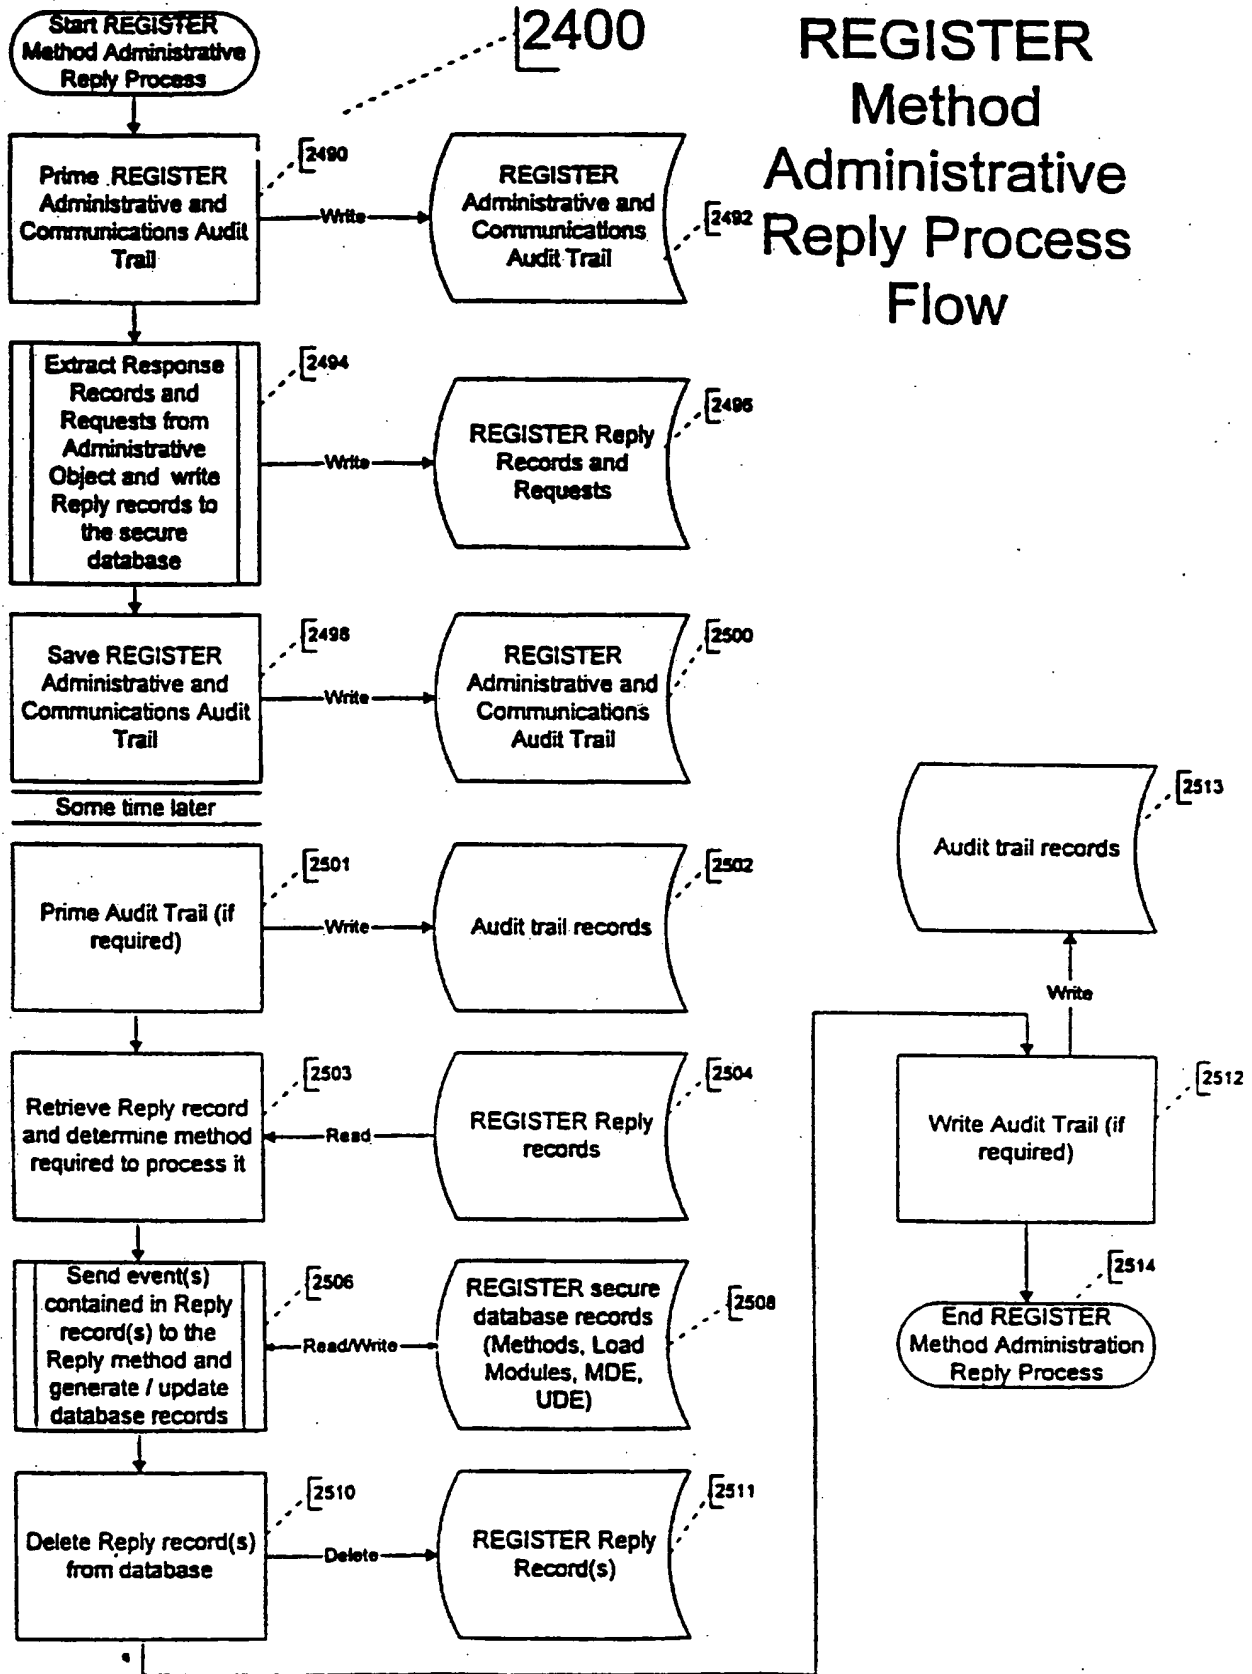 Start REGISTER
Method Administrative
Reply Process
2400
REGISTER
Method
Administrative
Reply Process
Flow
Prime REGISTER
Administrative and
Communications Audit
Trail
2490
Write
REGISTER
Administrative and
Communications
Audit Trail
2492
Extract Response
Records and
Requests from
Administrative
Object and write
Reply records to
the secure
database
2494
Write
REGISTER Reply
Records and
Requests
2496
Save REGISTER
Administrative and
Communications Audit
Trail
2498
Write
REGISTER
Administrative and
Communications
Audit Trail
2500
Some time later
Prime Audit Trail (if
required)
2501
Write
Audit trail records
2502
Retrieve Reply record
and determine method
required to process it
2503
Read
REGISTER Reply
records
2504
Send event(s)
contained in Reply
record(s) to the
Reply method and
generate / update
database records
2506
Read/Write
REGISTER secure
database records
(Methods, Load
Modules, MDE,
UDE)
2508
Delete Reply record(s)
from database
2510
Delete
REGISTER Reply
Record(s)
2511
Audit trail records
2513
Write
Write Audit Trail (if
required)
2512
2514
End REGISTER
Method Administration
Reply Process